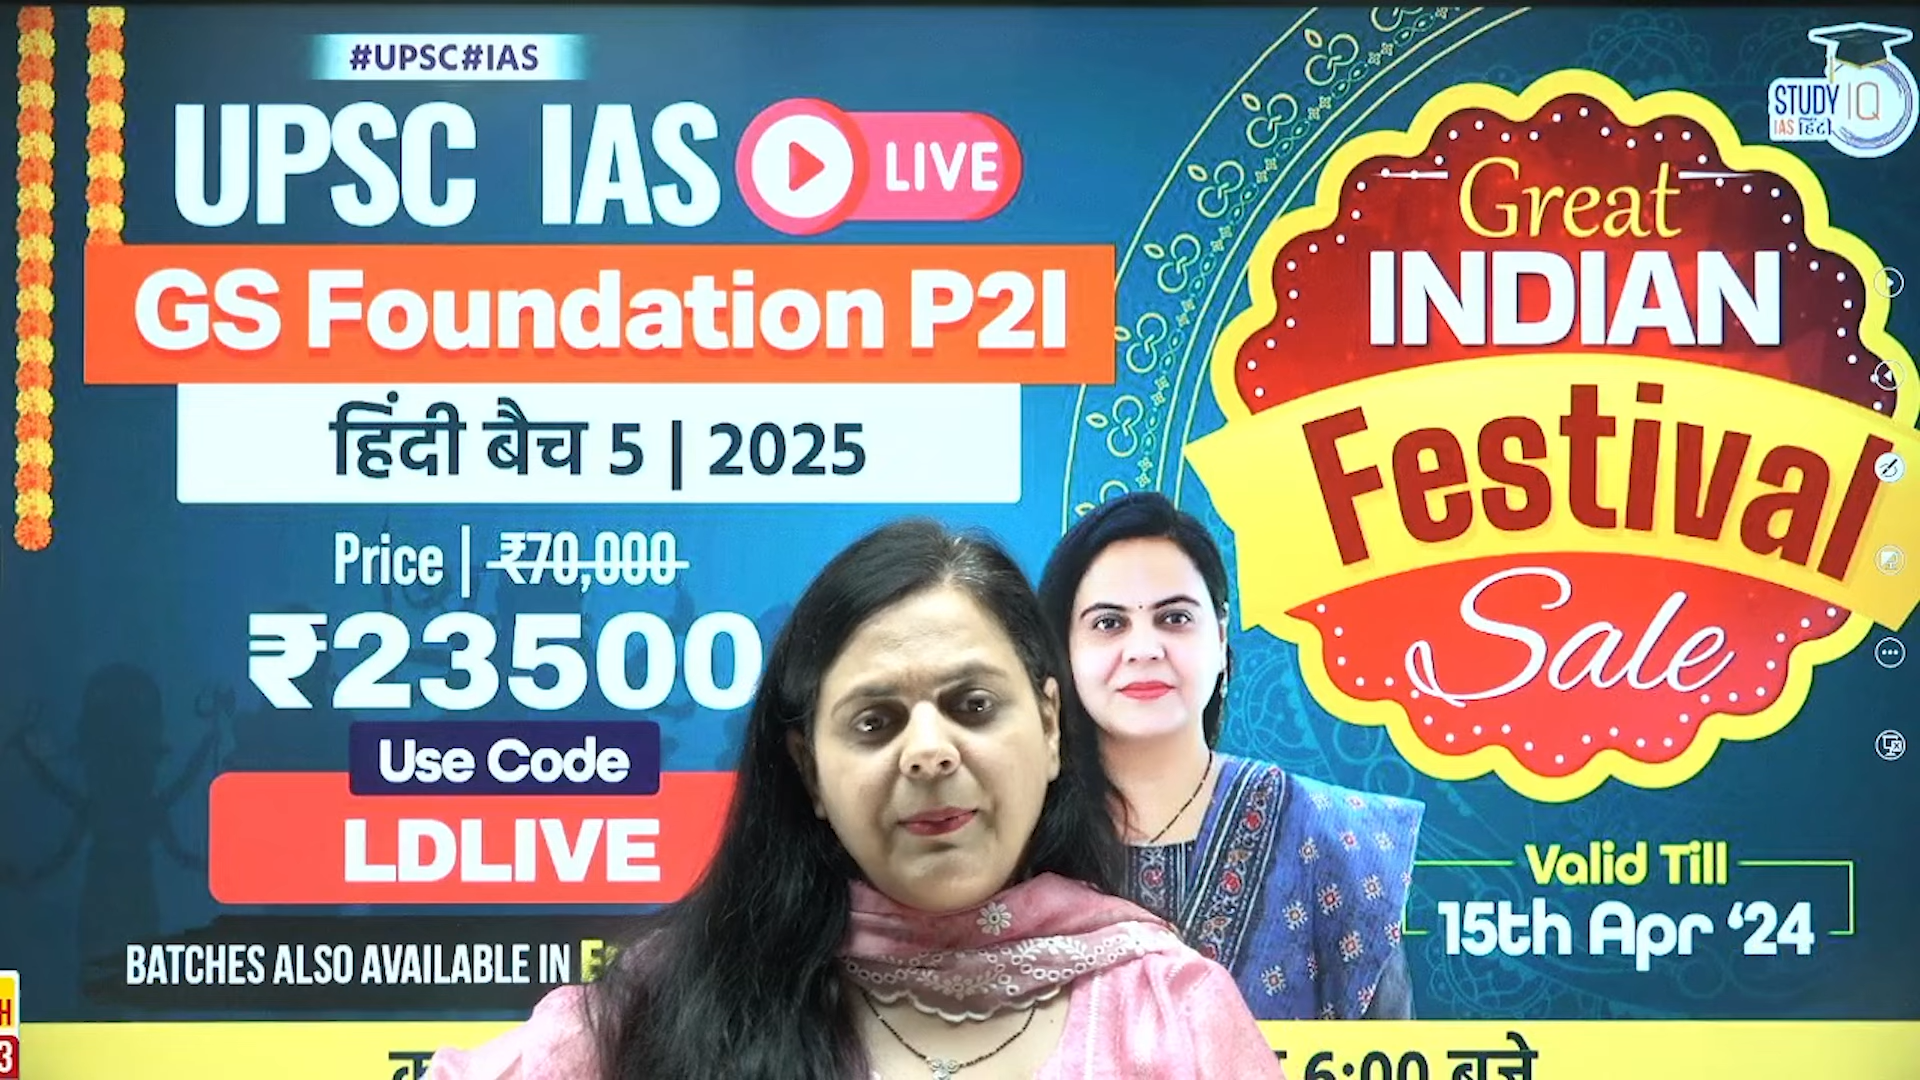 #UPSC#IAS
UPSC IAS LIVE
GS Foundation P2I
हिंदी बैच 5 | 2025
Price | ₹70,000
₹23500
Use Code
LDLIVE
BATCHES ALSO AVAILABLE IN
6:00 बजे
Great
INDIAN
Festival
Sale
Valid Till
15th Apr ‘24
STUDY IQ
IAS हिंदी
H
3